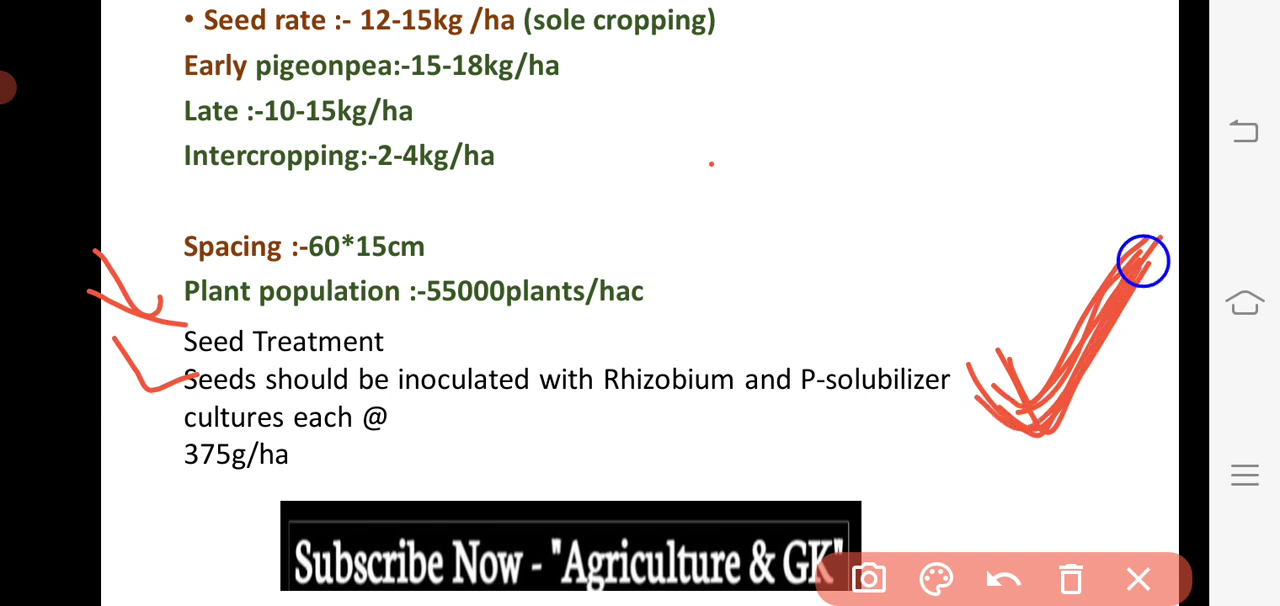 • Seed rate :- 12-15kg /ha (sole cropping)
Early pigeonpea:-15-18kg/ha
Late :-10-15kg/ha
Intercropping:-2-4kg/ha
Spacing :-60*15cm
Plant population :-55000plants/hac
Seed Treatment
Seeds should be inoculated with Rhizobium and P-solubilizer
cultures each @
375g/ha
Subscribe Now - "Agriculture & GK"